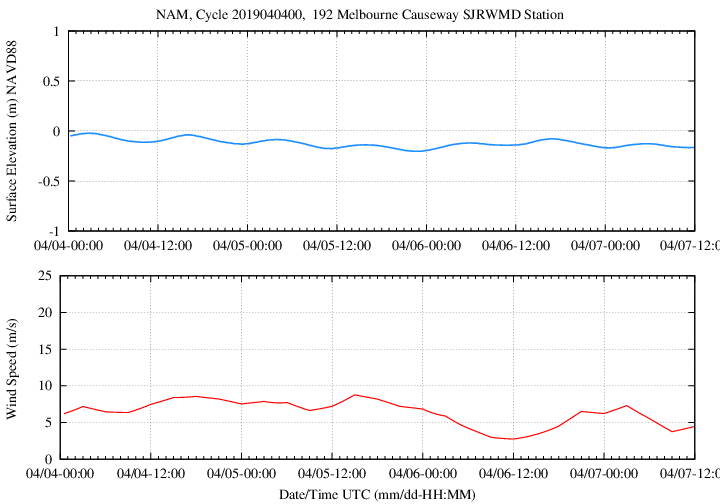 NAM, Cycle 2019040400, 192 Melbourne Causeway SJRWMD Station
Surface Elevation (m) NAVD88
1
0.5
0
-0.5
-1
04/04-00:00 04/04-12:00 04/05-00:00 04/05-12:00 04/06-00:00 04/06-12:00 04/07-00:00 04/07-12:0
Wind Speed (m/s)
25
20
15
10
5
0
04/04-00:00 04/04-12:00 04/05-00:00 04/05-12:00 04/06-00:00 04/06-12:00 04/07-00:00 04/07-12:0
Date/Time UTC (mm/dd-HH:MM)